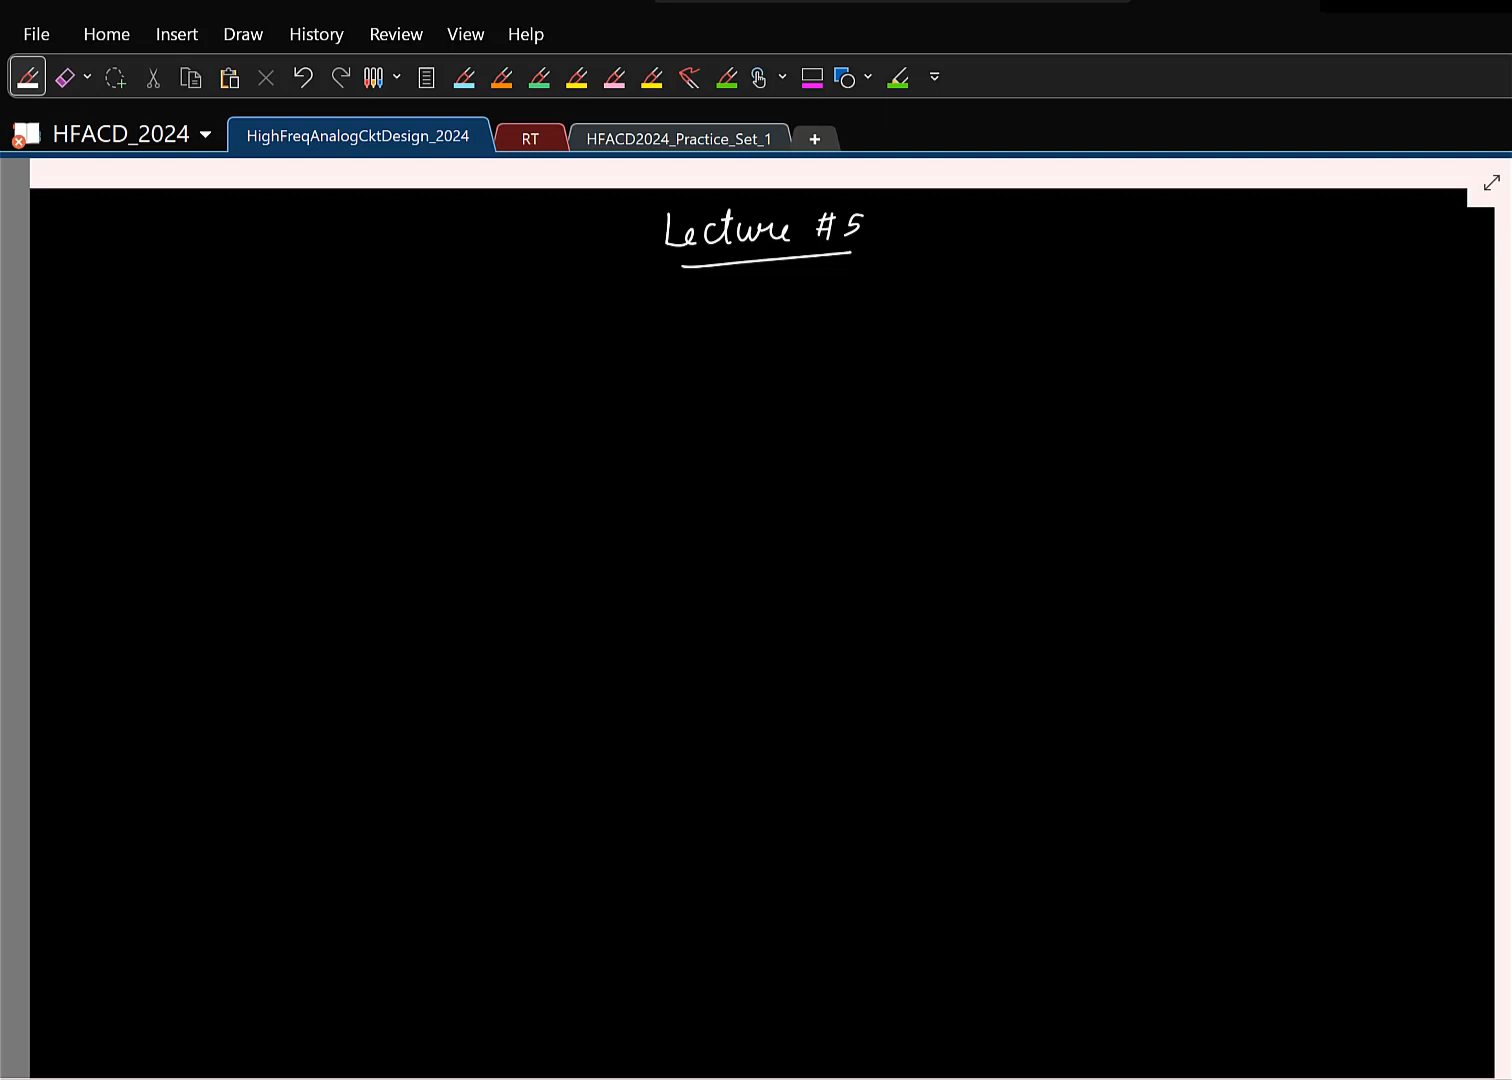 File Home Insert Draw History Review View Help
HFACD_2024 HighFreqAnalogCktDesign_2024 RT HFACD2024_Practice_Set_1 +
Lecture #5